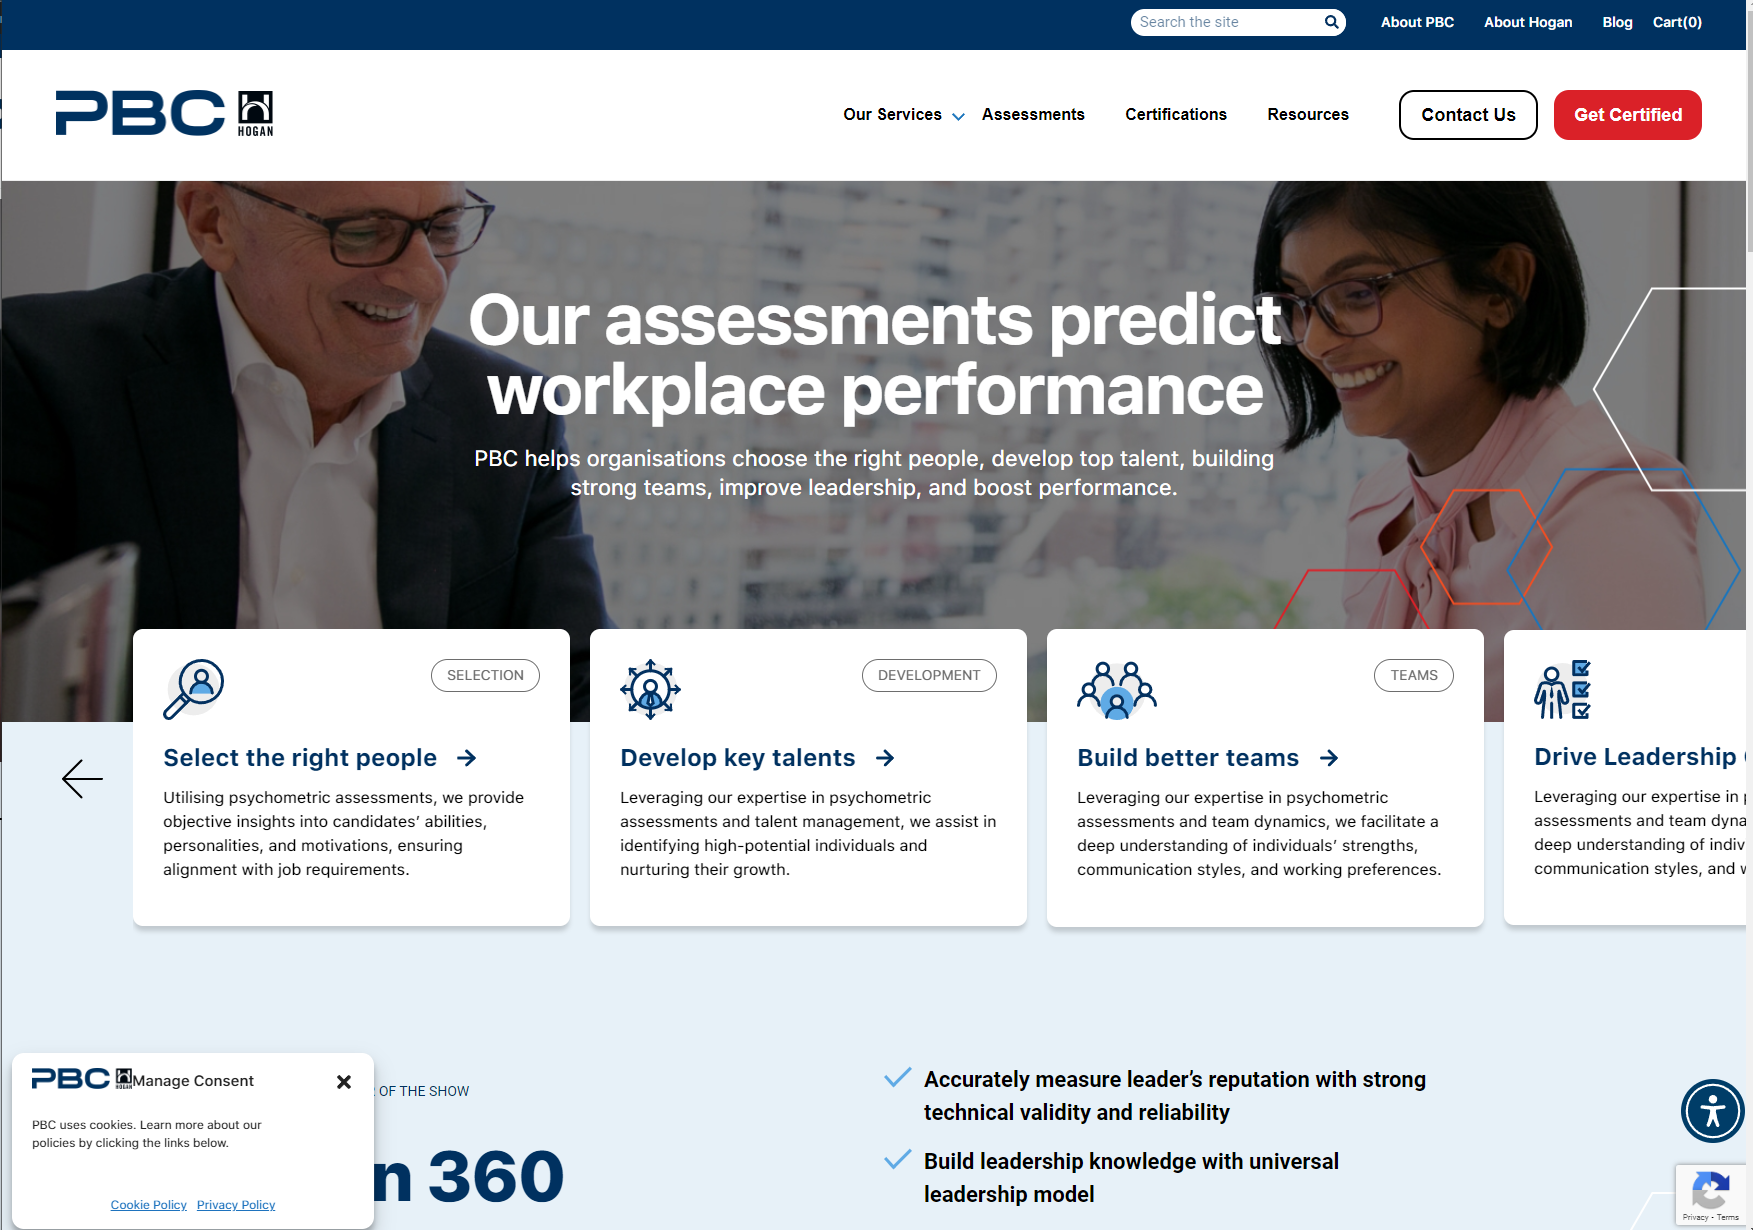 Search the site
About PBC
About Hogan
Blog
Cart(0)
PBC
HOGAN
Our Services
Assessments
Certifications
Resources
Contact Us
Get Certified
Our assessments predict
workplace performance
PBC helps organisations choose the right people, develop top talent, building
strong teams, improve leadership, and boost performance.
SELECTION
Select the right people
Utilising psychometric assessments, we provide
objective insights into candidates’ abilities,
personalities, and motivations, ensuring
alignment with job requirements.
DEVELOPMENT
Develop key talents
Leveraging our expertise in psychometric
assessments and talent management, we assist in
identifying high-potential individuals and
nurturing their growth.
TEAMS
Build better teams
Leveraging our expertise in psychometric
assessments and team dynamics, we facilitate a
deep understanding of individuals’ strengths,
communication styles, and working preferences.
Drive Leadership
Leveraging our expertise in
assessments and team
deep understanding of
communication styles, and
OF THE SHOW
360
Accurately measure leader’s reputation with strong
technical validity and reliability
Build leadership knowledge with universal
leadership model
PBC HOGAN Manage Consent
PBC uses cookies. Learn more about our
policies by clicking the links below.
Cookie Policy Privacy Policy
Privacy - Terms